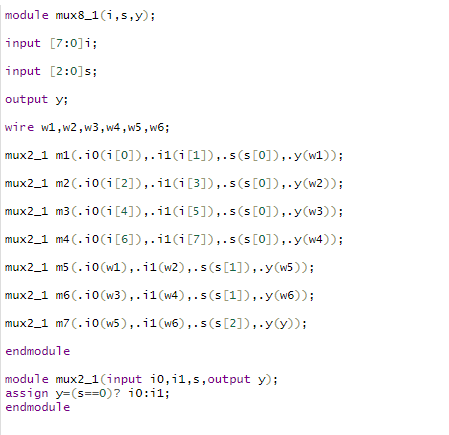 module mux8_1(i,s,y);
input [7:0]i;
input [2:0]s;
output y;
wire w1,w2,w3,w4,w5,w6;
mux2_1 m1(.i0(i[0]),.i1(i[1]),.s(s[0]),.y(w1));
mux2_1 m2(.i0(i[2]),.i1(i[3]),.s(s[0]),.y(w2));
mux2_1 m3(.i0(i[4]),.i1(i[5]),.s(s[0]),.y(w3));
mux2_1 m4(.i0(i[6]),.i1(i[7]),.s(s[0]),.y(w4));
mux2_1 m5(.i0(w1),.i1(w2),.s(s[1]),.y(w5));
mux2_1 m6(.i0(w3),.i1(w4),.s(s[1]),.y(w6));
mux2_1 m7(.i0(w5),.i1(w6),.s(s[2]),.y(y));
endmodule
module mux2_1(input i0,i1,s,output y);
assign y=(s==0)? i0:i1;
endmodule